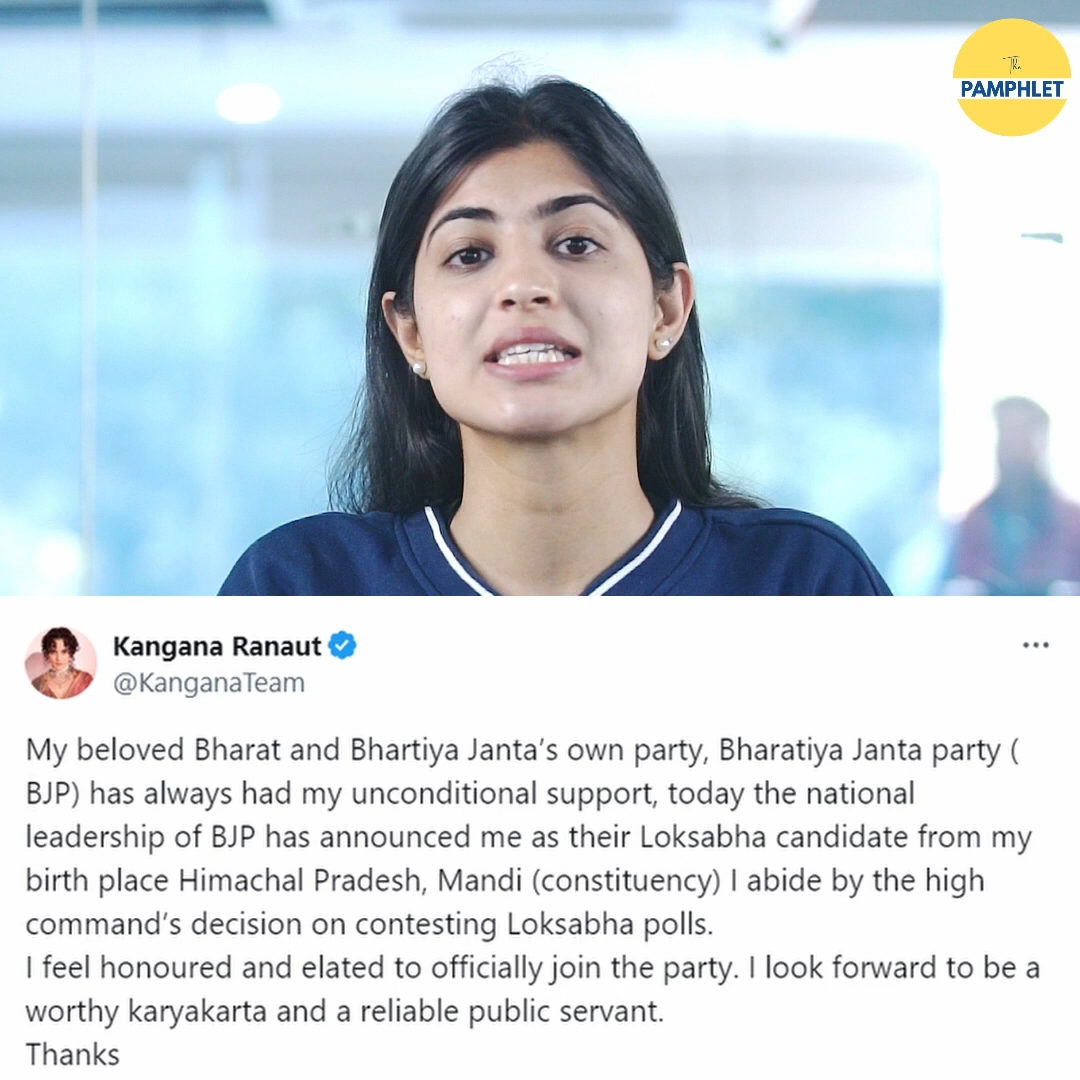 The
PAMPHLET
Kangana Ranaut
@KanganaTeam
My beloved Bharat and Bhartiya Janta’s own party, Bharatiya Janta party (
BJP) has always had my unconditional support, today the national
leadership of BJP has announced me as their Loksabha candidate from my
birth place Himachal Pradesh, Mandi (constituency) I abide by the high
command’s decision on contesting Loksabha polls.
I feel honoured and elated to officially join the party. I look forward to be a
worthy karyakarta and a reliable public servant.
Thanks